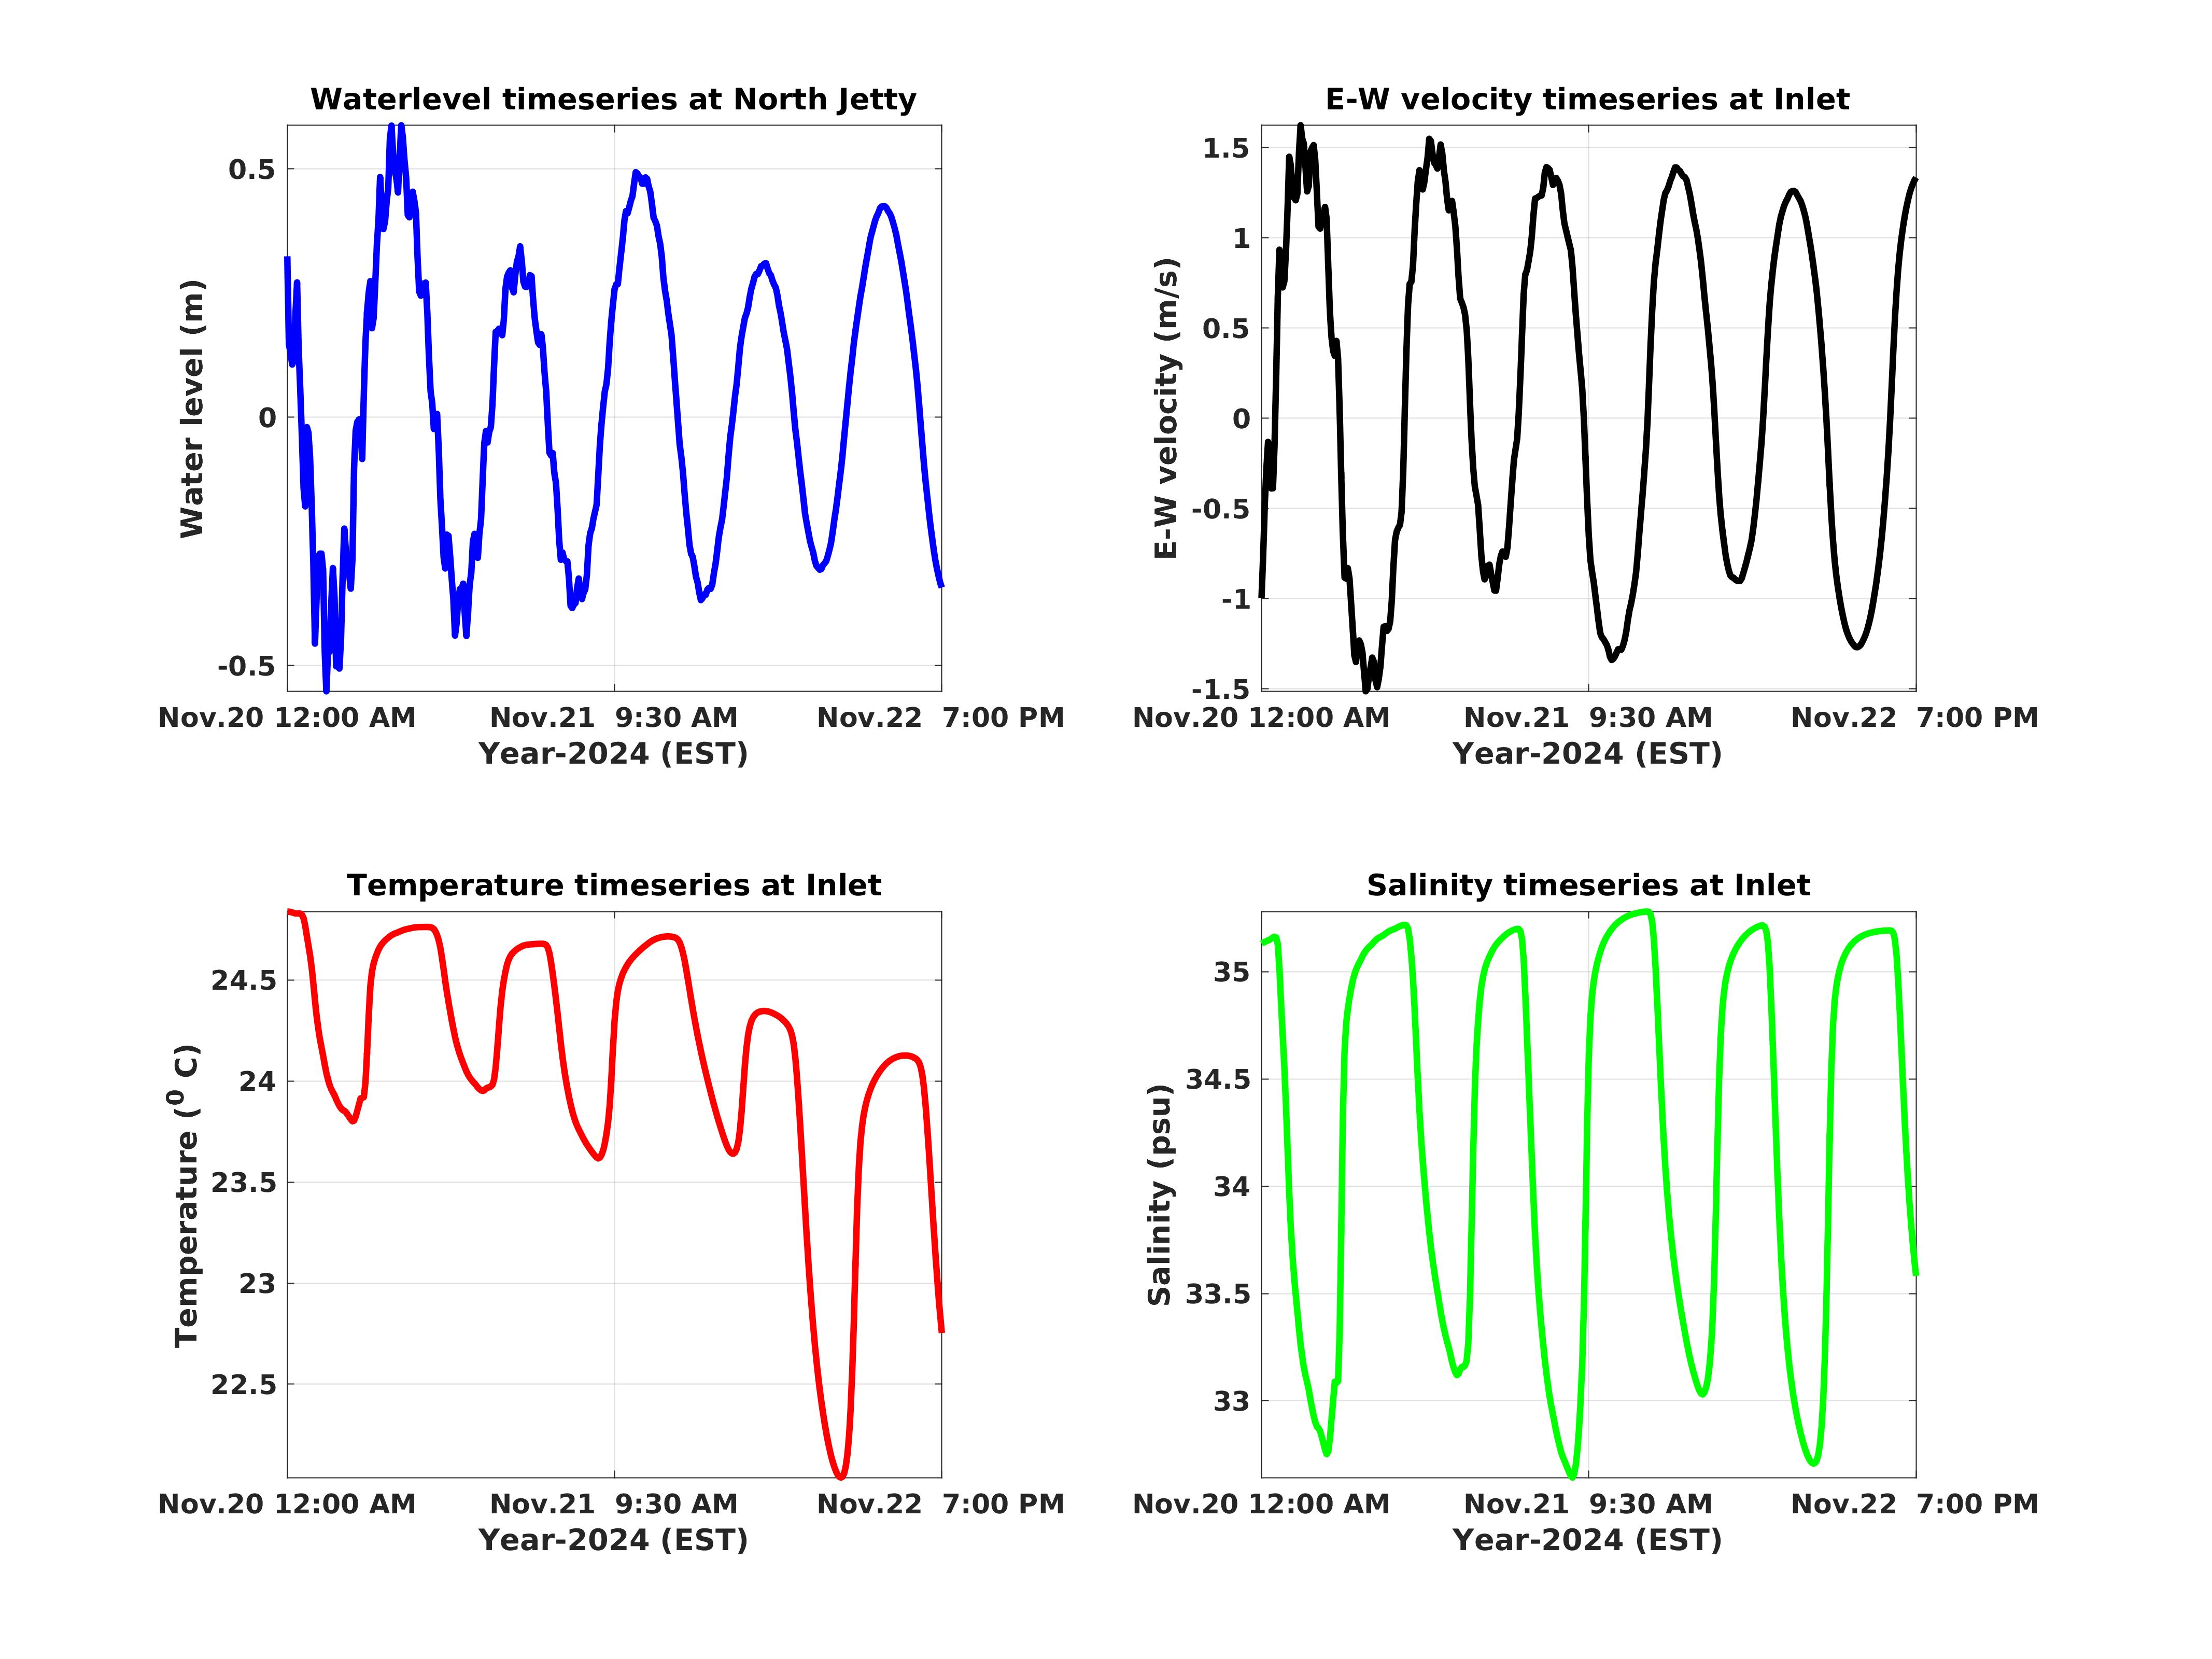 Waterlevel timeseries at North Jetty
0.5
0
-0.5
Water level (m)
Nov.20 12:00 AM
Nov.21  9:30 AM
Nov.22  7:00 PM
Year-2024 (EST)
E-W velocity timeseries at Inlet
1.5
1
0.5
0
-0.5
-1
-1.5
E-W velocity (m/s)
Nov.20 12:00 AM
Nov.21  9:30 AM
Nov.22  7:00 PM
Year-2024 (EST)
Temperature timeseries at Inlet
24.5
24
23.5
23
22.5
Temperature (⁰ C)
Nov.20 12:00 AM
Nov.21  9:30 AM
Nov.22  7:00 PM
Year-2024 (EST)
Salinity timeseries at Inlet
35
34.5
34
33.5
33
Salinity (psu)
Nov.20 12:00 AM
Nov.21  9:30 AM
Nov.22  7:00 PM
Year-2024 (EST)